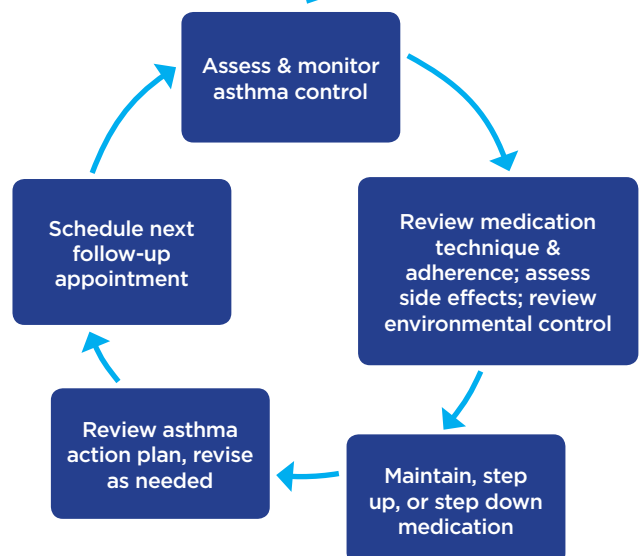 Assess & monitor
asthma control
Review medication
technique &
adherence; assess
side effects; review
environmental control
Maintain, step
up, or step down
medication
Review asthma
action plan, revise
as needed
Schedule next
follow-up
appointment